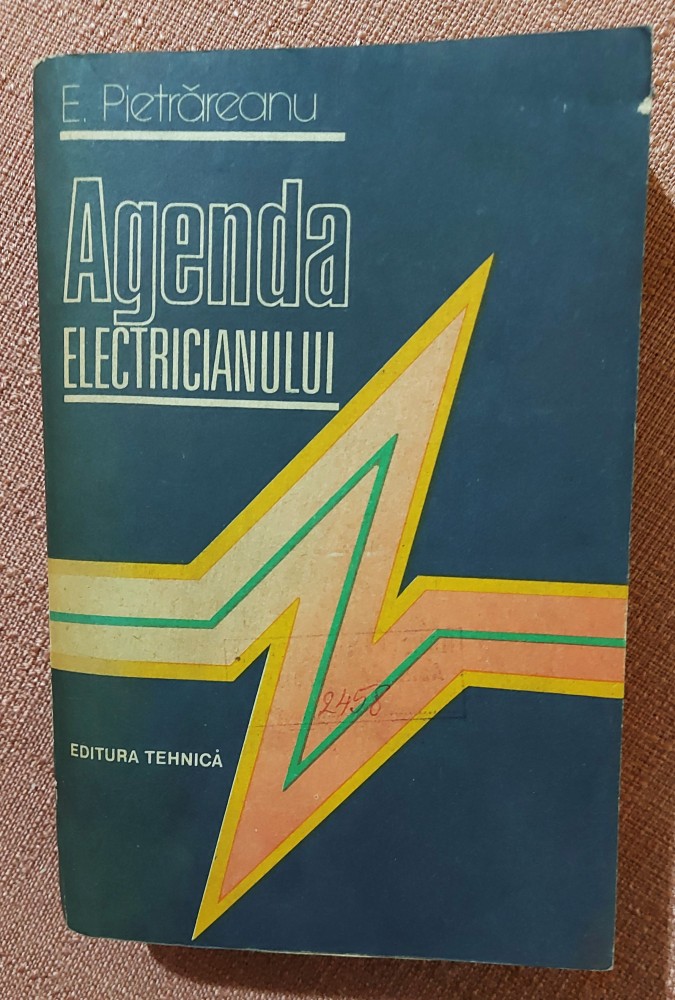 E. Pietrăreanu
Agenda
ELECTRICIANULUI
2458
EDITURA TEHNICĂ